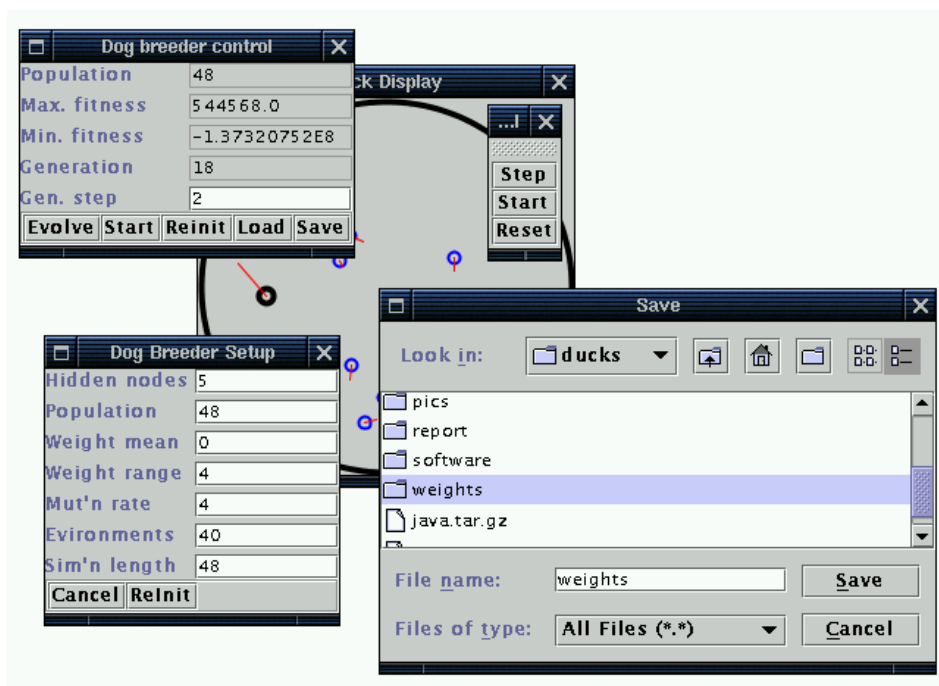 Dog breeder control
Population 48
Max. fitness 544568.0
Min. fitness -1.37320752E8
Generation 18
Gen. step 2
Evolve Start Reinit Load Save
ck Display
...l
Step
Start
Reset
Dog Breeder Setup
Hidden nodes 5
Population 48
Weight mean 0
Weight range 4
Mut'n rate 4
Evironments 40
Sim'n length 48
Cancel ReInit
Save
Look in: ducks
pics
report
software
weights
java.tar.gz
File name: weights Save
Files of type: All Files (*.*) Cancel